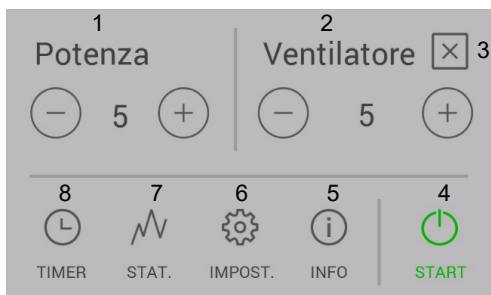 1 2
Potenza Ventilatore 3
5 5
8 7 6 5 4
TIMER STAT. IMPOST. INFO START